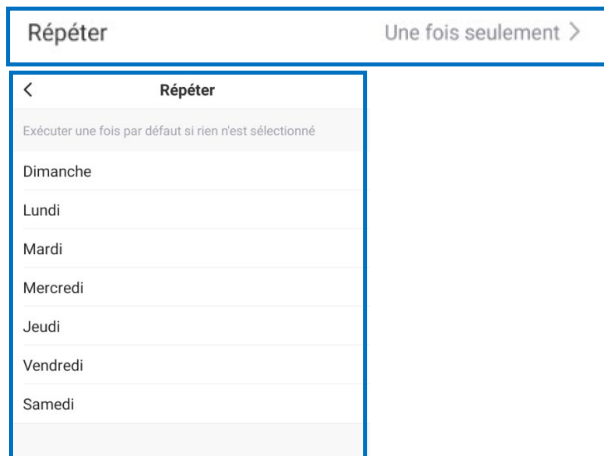 Répéter Une fois seulement >
< Répéter
Exécuter une fois par défaut si rien n'est sélectionné
Dimanche
Lundi
Mardi
Mercredi
Jeudi
Vendredi
Samedi